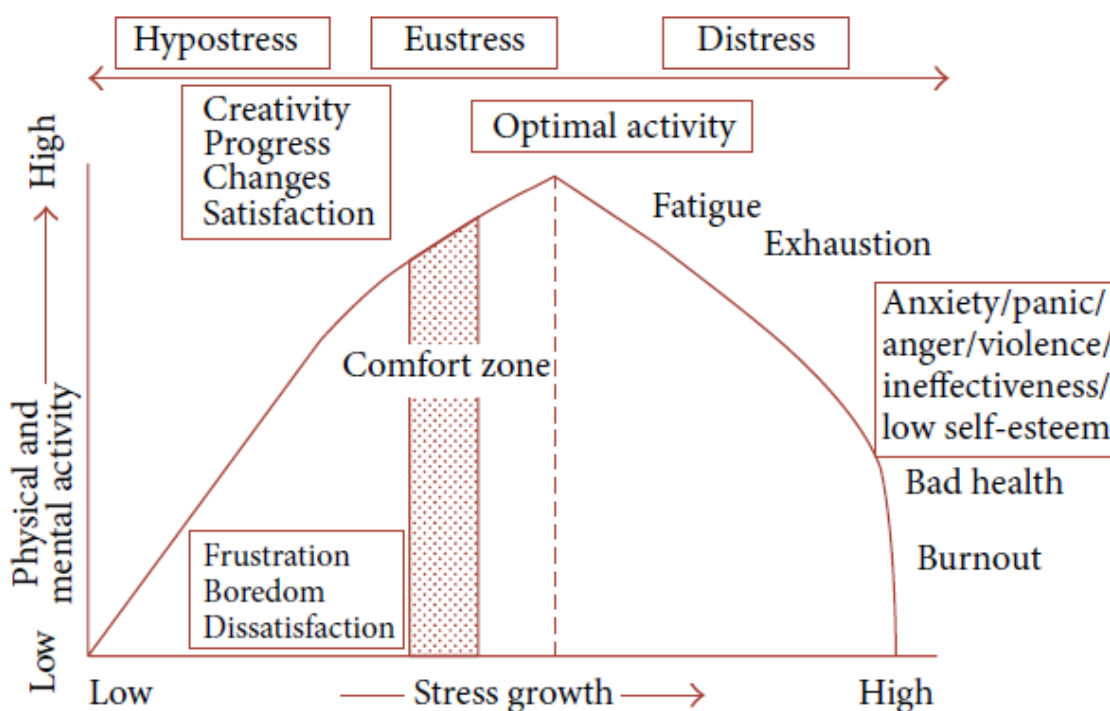 Hypostress
Eustress
Distress
Creativity
Progress
Changes
Satisfaction
Optimal activity
High
Physical and
mental activity
Low
Fatigue
Exhaustion
Anxiety/panic/
anger/violence/
ineffectiveness/
low self-esteem
Comfort zone
Bad health
Burnout
Frustration
Boredom
Dissatisfaction
Low
Stress growth
High